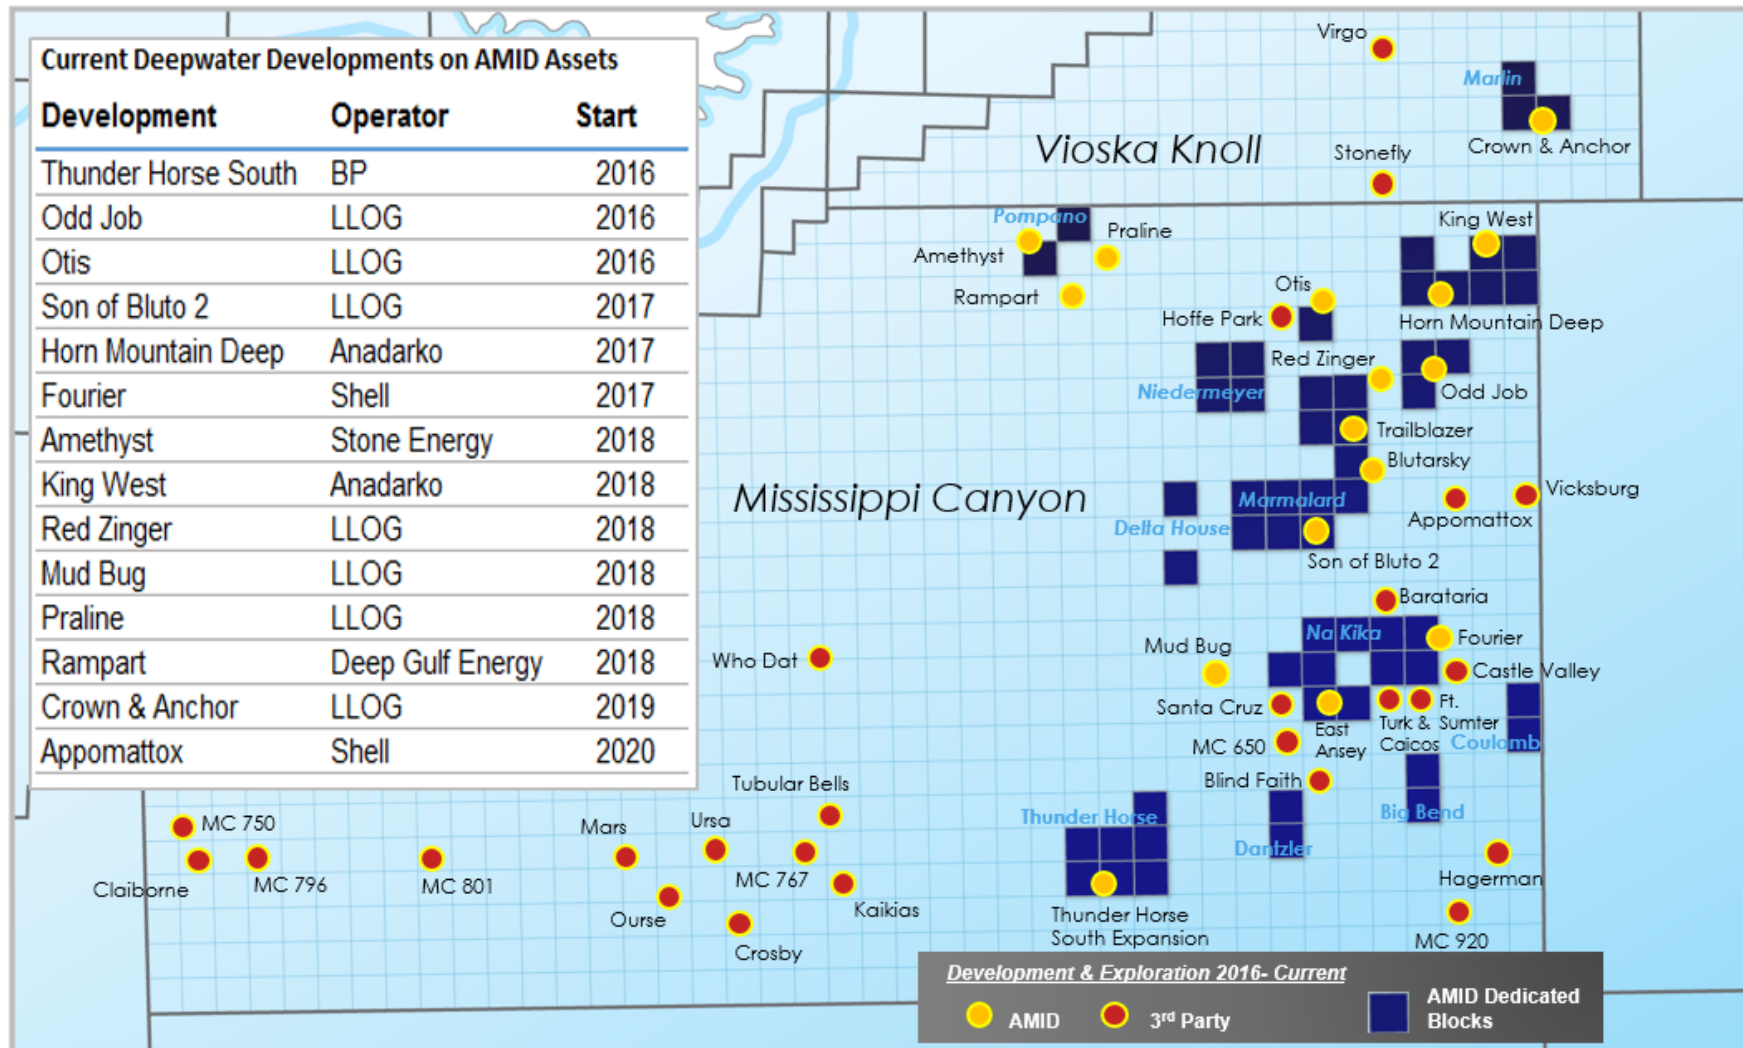 Current Deepwater Developments on AMID Assets
Development Operator Start
Thunder Horse South BP 2016
Odd Job LLOG 2016
Otis LLOG 2016
Son of Bluto 2 LLOG 2017
Horn Mountain Deep Anadarko 2017
Fourier Shell 2017
Amethyst Stone Energy 2018
King West Anadarko 2018
Red Zinger LLOG 2018
Mud Bug LLOG 2018
Praline LLOG 2018
Rampart Deep Gulf Energy 2018
Crown & Anchor LLOG 2019
Appomattox Shell 2020
Virgo
Marlin
Crown & Anchor
Vioska Knoll
Stonefly
Pompano
King West
Praline
Amethyst
Otis
Rampart
Hoffe Park
Horn Mountain Deep
Red Zinger
Niedermeyer
Odd Job
Trailblazer
Blutarsky
Mississippi Canyon
Marmalard
Vicksburg
Appomattox
Delta House
Son of Bluto 2
Barataria
Na Kika
Fourier
Mud Bug
Who Dat
Castle Valley
Santa Cruz
East
Ansey
Turk &
Caicos
Ft.
Sumter
Coulomb
MC 650
Blind Faith
Tubular Bells
Big Bend
Thunder Horse
Dantzler
MC 750
Mars
Ursa
Claiborne
MC 796
MC 801
MC 767
Hagerman
Ourse
Kaikias
Thunder Horse
South Expansion
Crosby
MC 920
Development & Exploration 2016- Current
AMID
3rd Party
AMID Dedicated
Blocks